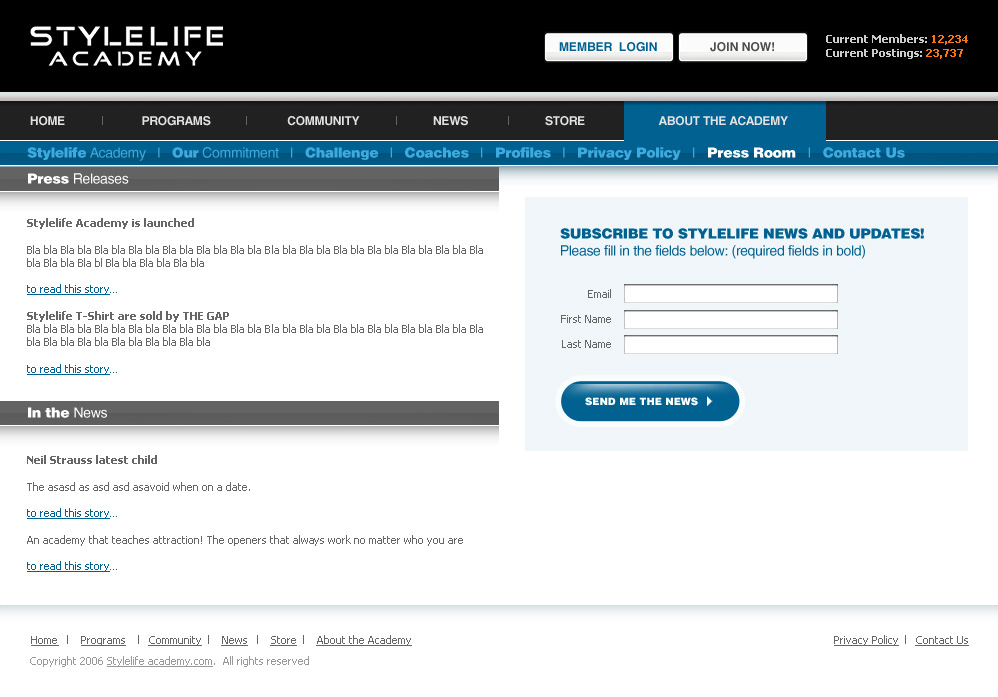 STYLELIFE
ACADEMY
MEMBER LOGIN
JOIN NOW!
Current Members: 12,234
Current Postings: 23,737
HOME | PROGRAMS | COMMUNITY | NEWS | STORE ABOUT THE ACADEMY
Stylelife Academy | Our Commitment | Challenge | Coaches | Profiles | Privacy Policy | Press Room | Contact Us
Press Releases
Stylelife Academy is launched
Bla bla Bla bla Bla bla Bla bla Bla bla Bla bla Bla bla Bla bla Bla bla Bla bla Bla bla Bla bla Bla bla Bla
bla Bla bla Bla bl Bla bla Bla bla Bla bla
to read this story...
Stylelife T-Shirt are sold by THE GAP
Bla bla Bla bla Bla bla Bla bla Bla bla Bla bla Bla bla Bla bla Bla bla Bla bla Bla bla Bla bla Bla bla Bla
bla Bla bla Bla bla Bla bla Bla bla Bla bla
to read this story...
In the News
Neil Strauss latest child
The asasd as asd asd asavoid when on a date.
to read this story...
An academy that teaches attraction! The openers that always work no matter who you are
to read this story...
SUBSCRIBE TO STYLELIFE NEWS AND UPDATES!
Please fill in the fields below: (required fields in bold)
Email
First Name
Last Name
SEND ME THE NEWS
Home | Programs | Community | News | Store | About the Academy
Privacy Policy | Contact Us
Copyright 2006 Stylelife academy.com. All rights reserved